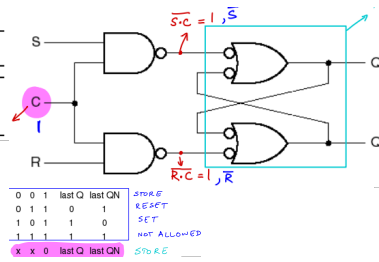 S̅·̅C̅ = 1 , S̅
S
Q
C
1
R
Q
R̅·̅C̅ = 1 , R̅
0 0 1 last Q last QN STORE
0 1 1 0 1 RESET
1 0 1 1 0 SET
1 1 1 1 1 NOT ALLOWED
x x 0 last Q last QN STORE